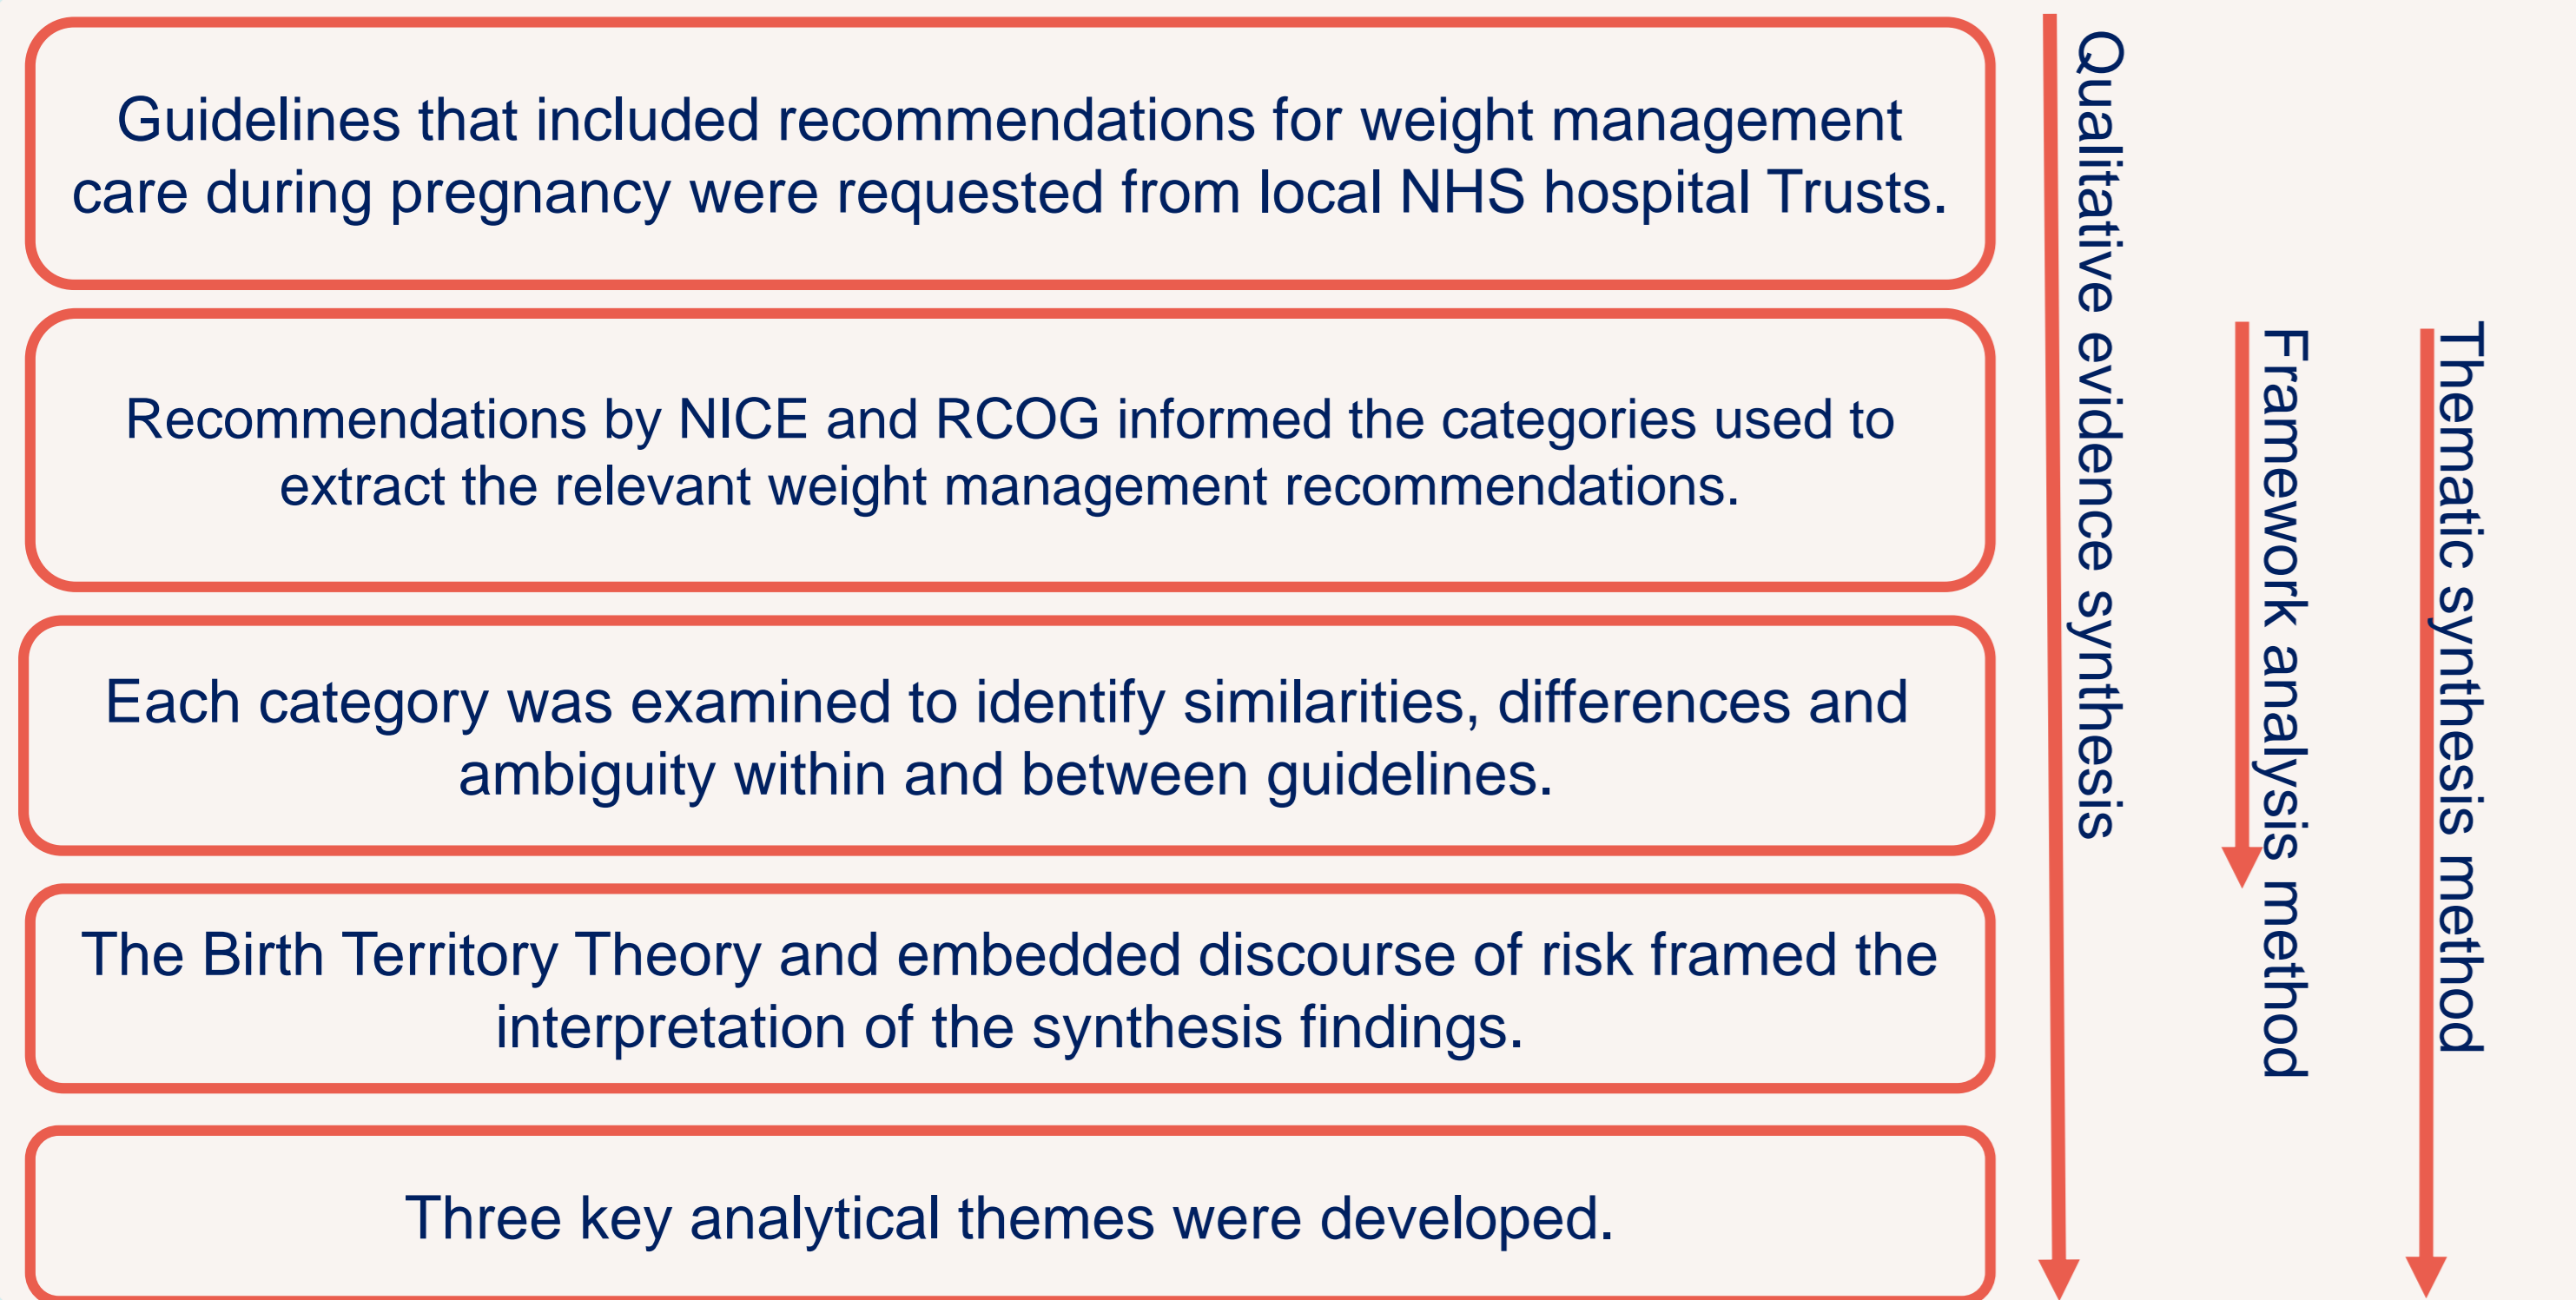 Guidelines that included recommendations for weight management
care during pregnancy were requested from local NHS hospital Trusts.
Recommendations by NICE and RCOG informed the categories used to
extract the relevant weight management recommendations.
Each category was examined to identify similarities, differences and
ambiguity within and between guidelines.
The Birth Territory Theory and embedded discourse of risk framed the
interpretation of the synthesis findings.
Three key analytical themes were developed.
Qualitative evidence synthesis
Framework analysis method
Thematic synthesis method